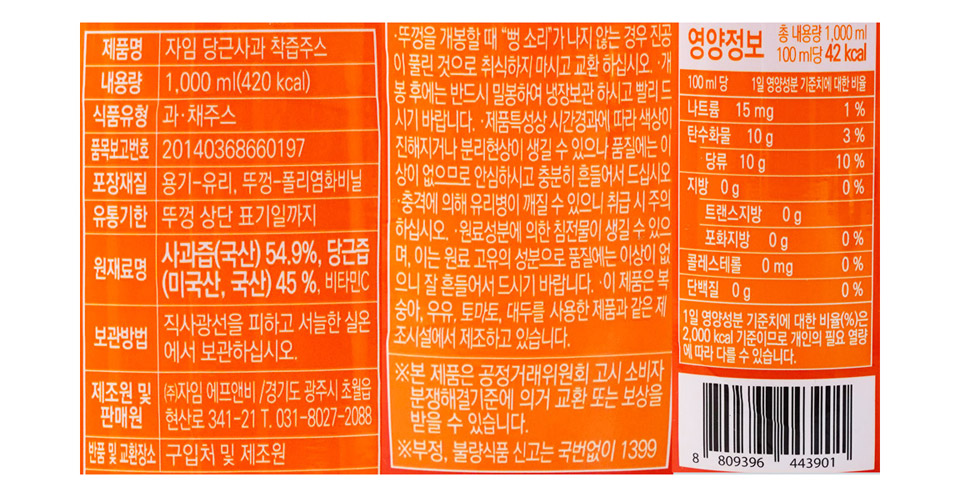 제품명 자임 당근사과 착즙주스
내용량 1,000 ml(420 kcal)
식품유형 과·채주스
품목보고번호 20140368660197
포장재질 용기-유리, 뚜껑-폴리염화비닐
유통기한 뚜껑 상단 표기일까지
원재료명 사과즙(국산) 54.9%, 당근즙
(미국산, 국산) 45 %, 비타민C
보관방법 직사광선을 피하고 서늘한 실온
에서 보관하십시오.
제조원 및 판매원 ㈜자임 에프앤비 /경기도 광주시 초월읍
현산로 341-21 T. 031-8027-2088
반품 및 교환장소 구입처 및 제조원
·뚜껑을 개봉할 때 "뻥 소리"가 나지 않는 경우 진공
이 풀린 것으로 취식하지 마시고 교환 하십시오. ·개
봉 후에는 반드시 밀봉하여 냉장보관 하시고 빨리 드
시기 바랍니다. ·제품특성상 시간경과에 따라 색상이
진해지거나 분리현상이 생길 수 있으나 품질에는 이
상이 없으므로 안심하시고 충분히 흔들어서 드십시오
·충격에 의해 유리병이 깨질 수 있으니 취급 시 주의
하십시오. ·원료성분에 의한 침전물이 생길 수 있으
며, 이는 원료 고유의 성분으로 품질에는 이상이 없
으니 잘 흔들어서 드시기 바랍니다. ·이 제품은 복
숭아, 우유, 토마토, 대두를 사용한 제품과 같은 제
조시설에서 제조하고 있습니다.
※본 제품은 공정거래위원회 고시 소비자
분쟁해결기준에 의거 교환 또는 보상을
받을 수 있습니다.
※부정, 불량식품 신고는 국번없이 1399
영양정보 총 내용량 1,000 ml
100 ml당 42 kcal
100 ml 당 1일 영양성분 기준치에 대한 비율
나트륨 15 mg 1 %
탄수화물 10 g 3 %
당류 10 g 10 %
지방 0 g 0 %
트랜스지방 0 g
포화지방 0 g 0 %
콜레스테롤 0 mg 0 %
단백질 0 g 0 %
1일 영양성분 기준치에 대한 비율(%)은
2,000 kcal 기준이므로 개인의 필요 열량
에 따라 다를 수 있습니다.
8 809396 443901